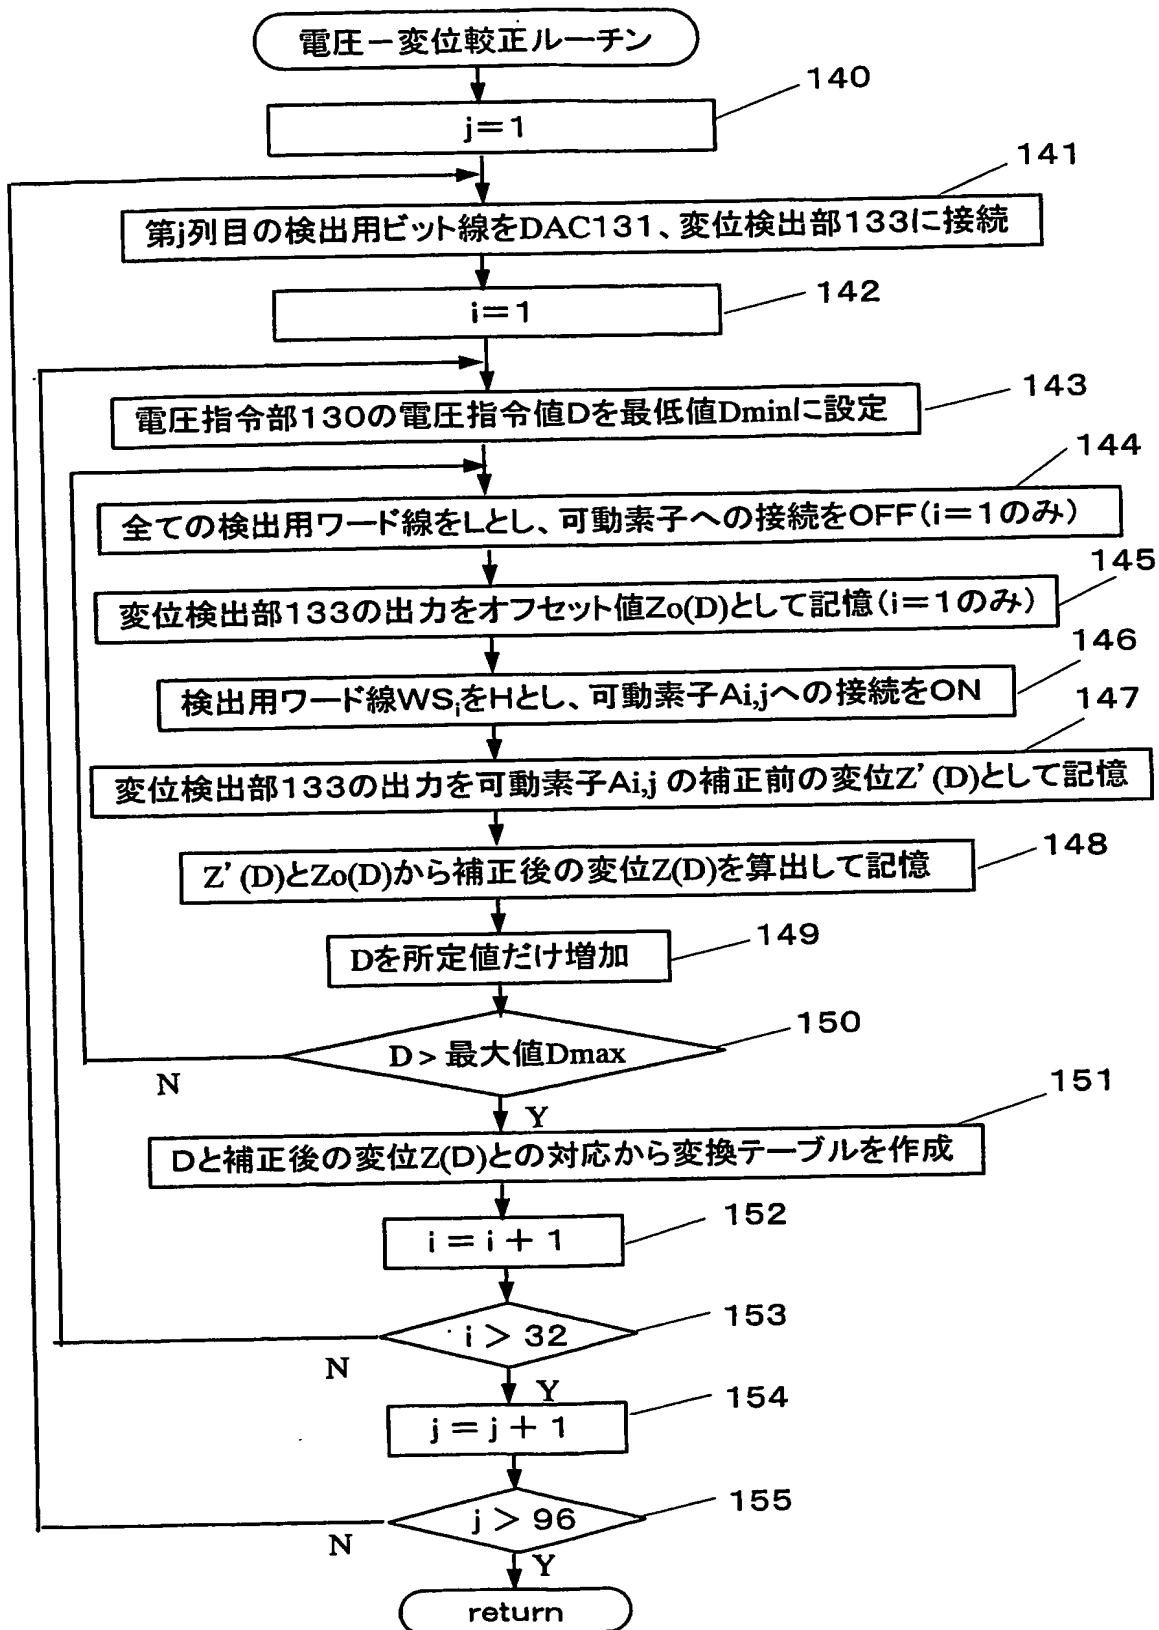 電圧－変位較正ルーチン
140
j＝1
141
第j列目の検出用ビット線をDAC131、変位検出部133に接続
142
i＝1
143
電圧指令部130の電圧指令値Dを最低値Dminに設定
144
全ての検出用ワード線をLとし、可動素子への接続をOFF(i＝1のみ)
145
変位検出部133の出力をオフセット値Zo(D)として記憶(i＝1のみ)
146
検出用ワード線WSiをHとし、可動素子Ai,jへの接続をON
147
変位検出部133の出力を可動素子Ai,j の補正前の変位Z’(D)として記憶
148
Z’(D)とZo(D)から補正後の変位Z(D)を算出して記憶
149
Dを所定値だけ増加
150
D > 最大値Dmax
N
Y
151
Dと補正後の変位Z(D)との対応から変換テーブルを作成
152
i = i + 1
153
i > 32
N
Y
154
j = j + 1
155
j > 96
N
Y
return